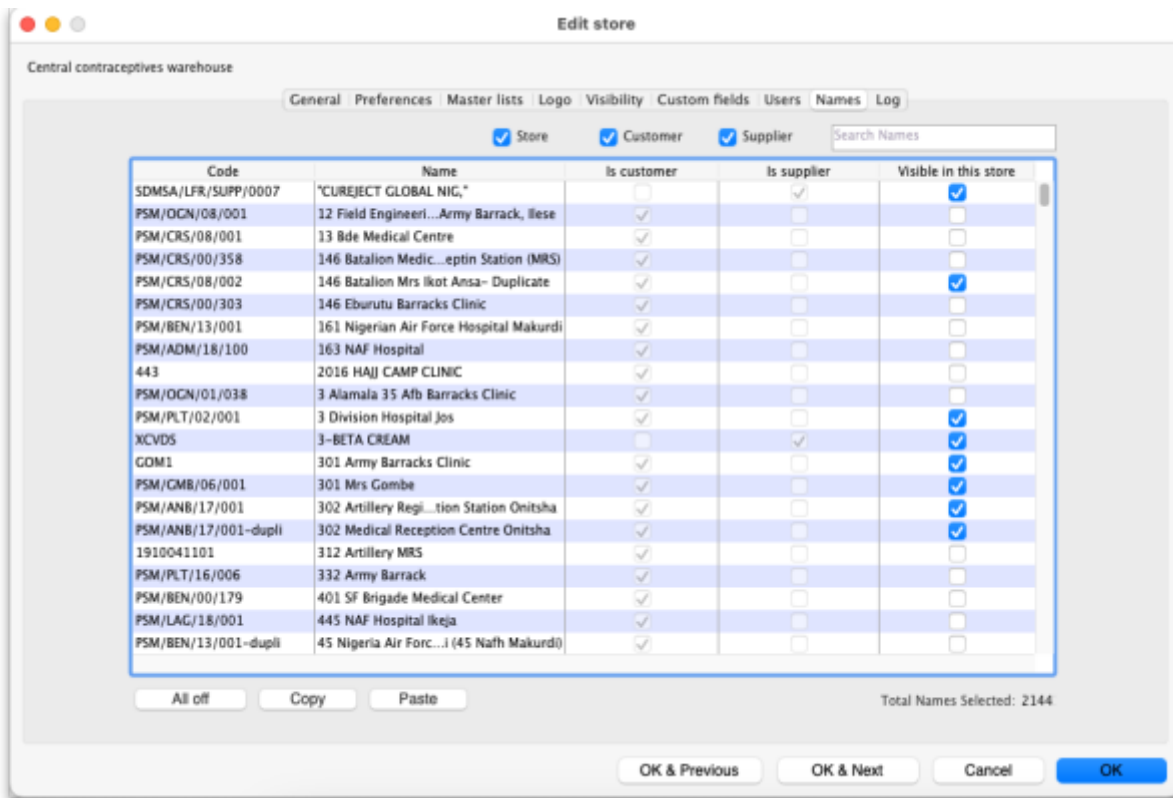 Edit store
Central contraceptives warehouse
General Preferences Master lists Logo Visibility Custom fields Users Names Log
Store Customer Supplier Search Names
Code Name Is customer Is supplier Visible in this store
SDMSA/LFR/SUPP/0007 "CUREJECT GLOBAL NIG,"
PSM/OGN/08/001 12 Field Engineeri...Army Barrack, Ilese
PSM/CRS/08/001 13 Bde Medical Centre
PSM/CRS/00/358 146 Batalion Medic...eptin Station (MRS)
PSM/CRS/08/002 146 Batalion Mrs Ikot Ansa- Duplicate
PSM/CRS/00/303 146 Eburutu Barracks Clinic
PSM/BEN/13/001 161 Nigerian Air Force Hospital Makurdi
PSM/ADM/18/100 163 NAF Hospital
443 2016 HAJJ CAMP CLINIC
PSM/OGN/01/038 3 Alamala 35 Afb Barracks Clinic
PSM/PLT/02/001 3 Division Hospital Jos
XCVDS 3-BETA CREAM
GOM1 301 Army Barracks Clinic
PSM/GMB/06/001 301 Mrs Gombe
PSM/ANB/17/001 302 Artillery Regi...tion Station Onitsha
PSM/ANB/17/001-dupli 302 Medical Reception Centre Onitsha
1910041101 312 Artillery MRS
PSM/PLT/16/006 332 Army Barrack
PSM/BEN/00/179 401 SF Brigade Medical Center
PSM/LAG/18/001 445 NAF Hospital Ikeja
PSM/BEN/13/001-dupli 45 Nigeria Air Forc...i (45 Nafh Makurdi)
All off Copy Paste Total Names Selected: 2144
OK & Previous OK & Next Cancel OK